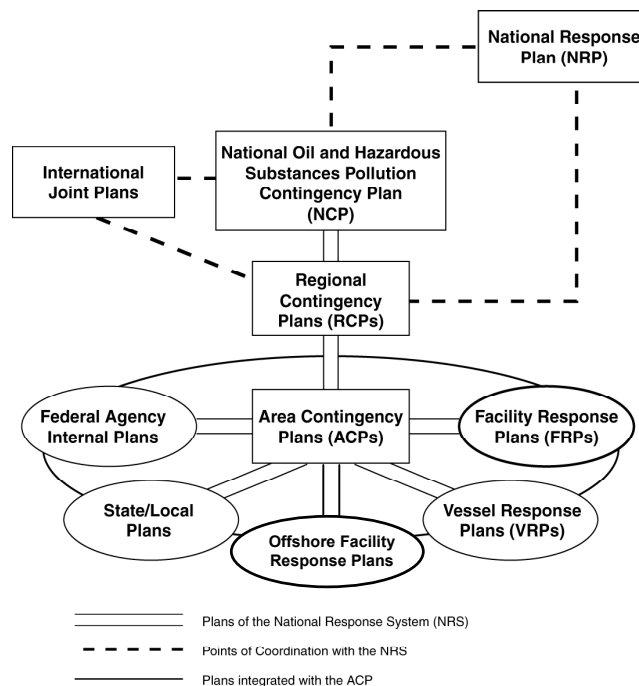 National Response
Plan (NRP)
National Oil and Hazardous
Substances Pollution
Contingency Plan
(NCP)
International
Joint Plans
Regional
Contingency
Plans (RCPs)
Federal Agency
Internal Plans
Area Contingency
Plans (ACPs)
Facility Response
Plans (FRPs)
State/Local
Plans
Vessel Response
Plans (VRPs)
Offshore Facility
Response Plans
Plans of the National Response System (NRS)
Points of Coordination with the NRS
Plans integrated with the ACP